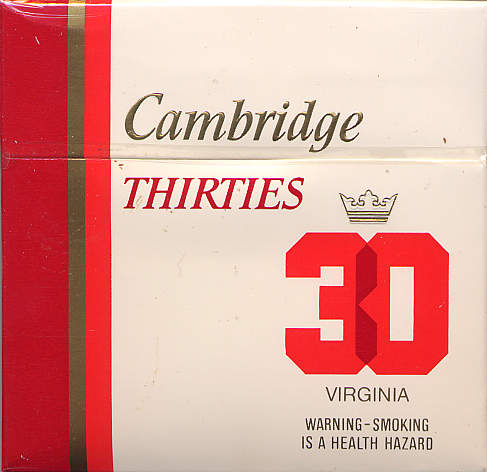 Cambridge
THIRTIES
30
VIRGINIA
WARNING-SMOKING
IS A HEALTH HAZARD